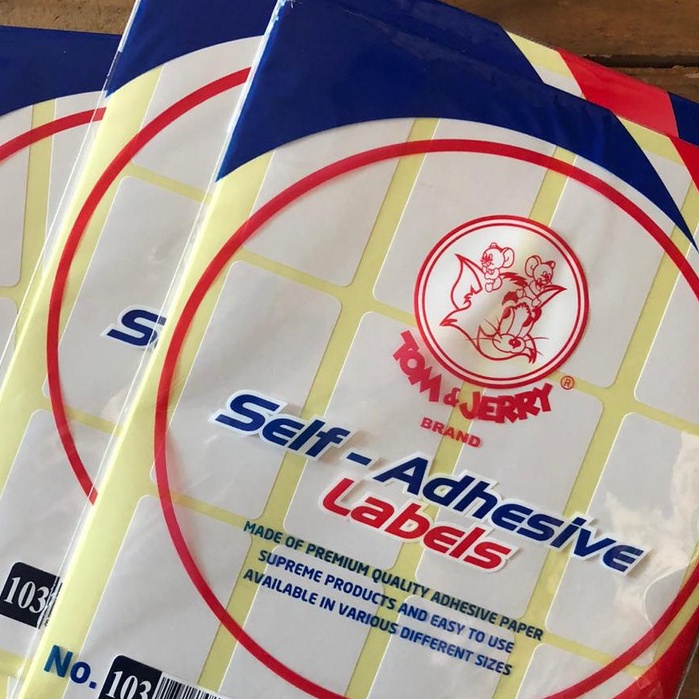 TOM & JERRY ®
BRAND
Self - Adhesive
Labels
MADE OF PREMIUM QUALITY ADHESIVE PAPER
SUPREME PRODUCTS AND EASY TO USE
AVAILABLE IN VARIOUS DIFFERENT SIZES
No. 103
S
103